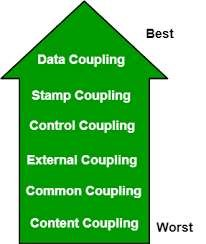 Best
Data Coupling
Stamp Coupling
Control Coupling
External Coupling
Common Coupling
Content Coupling
Worst